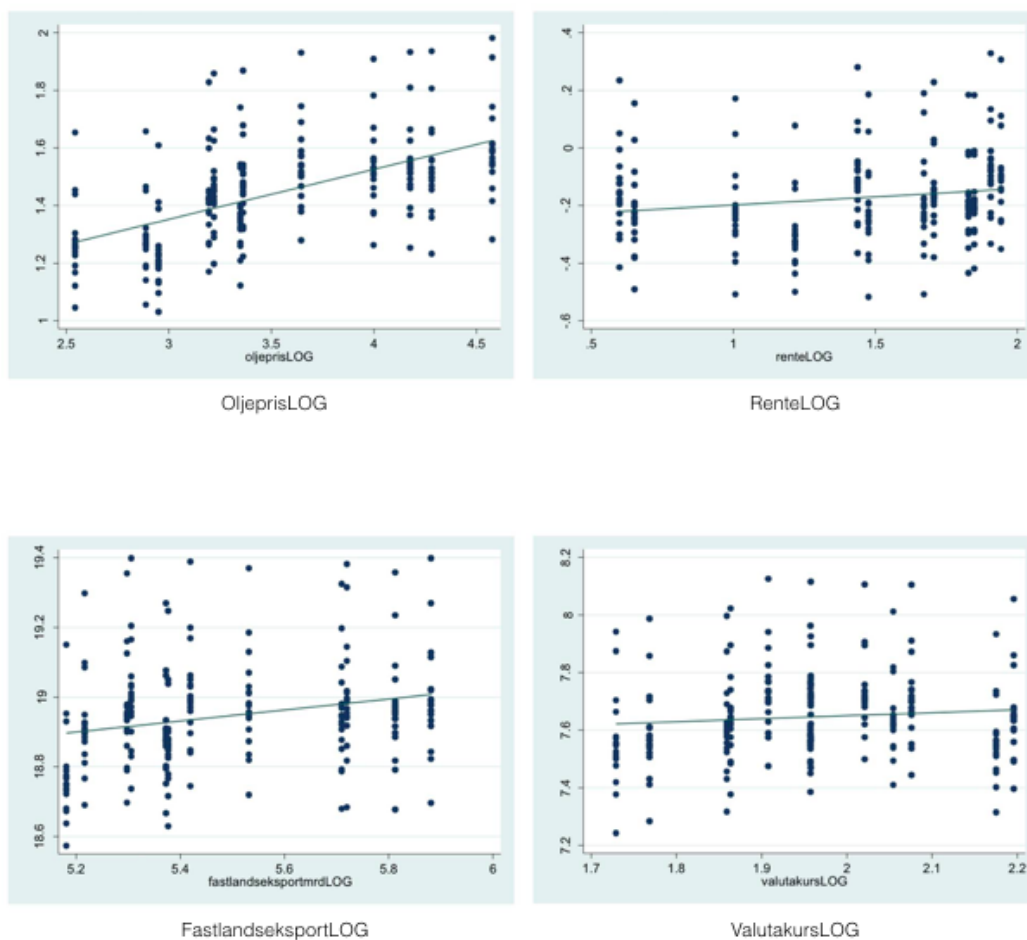 2
1.8
1.6
1.4
1.2
1
2.5 3 3.5 4 4.5
oljeprisLOG
OljeprisLOG
.4
.2
0
-.2
-.4
-.6
.5 1 1.5 2
renteLOG
RenteLOG
19.4
19.2
19
18.8
18.6
5.2 5.4 5.6 5.8 6
fastlandseksportmrdLOG
FastlandseksportLOG
8.2
8
7.8
7.6
7.4
7.2
1.7 1.8 1.9 2 2.1 2.2
valutakursLOG
ValutakursLOG